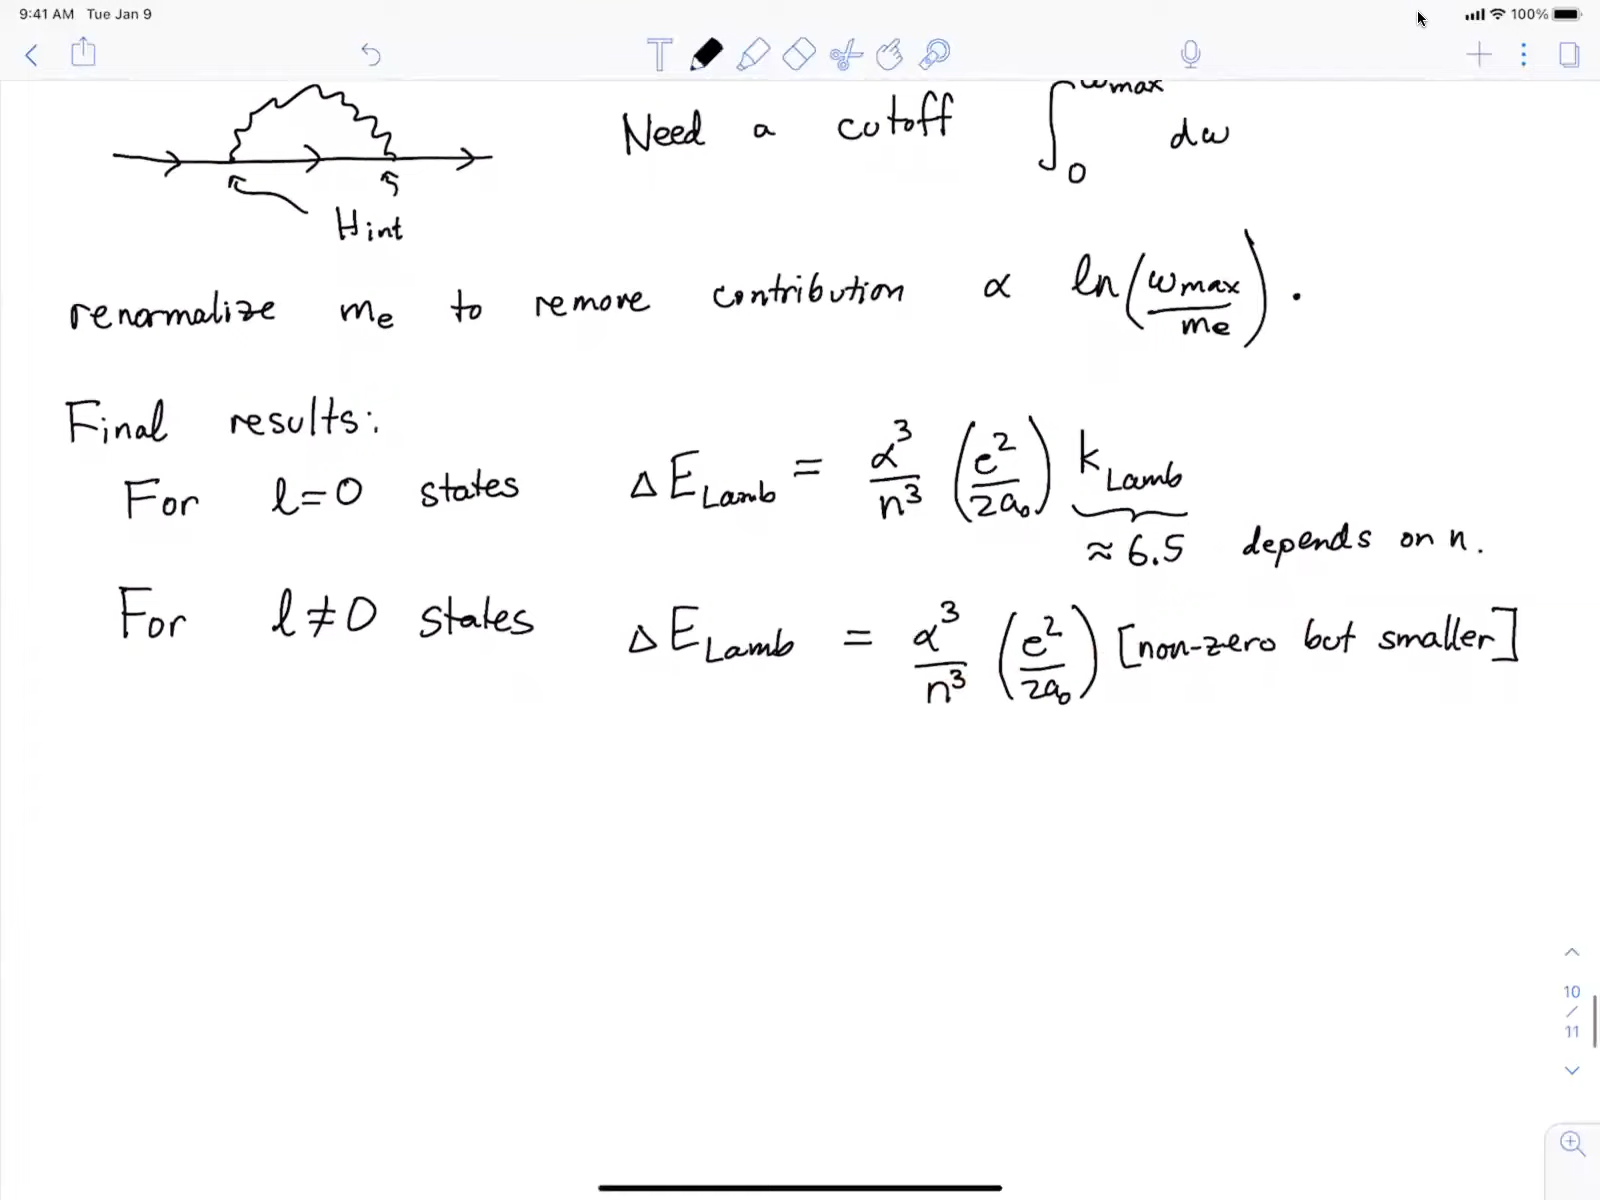 9:41 AM Tue Jan 9 100%
T
Need a cutoff ∫₀^ωmax dω
Hint
renormalize me to remove contribution ∝ ln(ωmax/me).
Final results:
For l=0 states ΔE_Lamb = α³/n³ (e²/2a₀) k_Lamb
≈ 6.5 depends on n.
For l≠0 states ΔE_Lamb = α³/n³ (e²/2a₀) [non-zero but smaller]
10
/
11